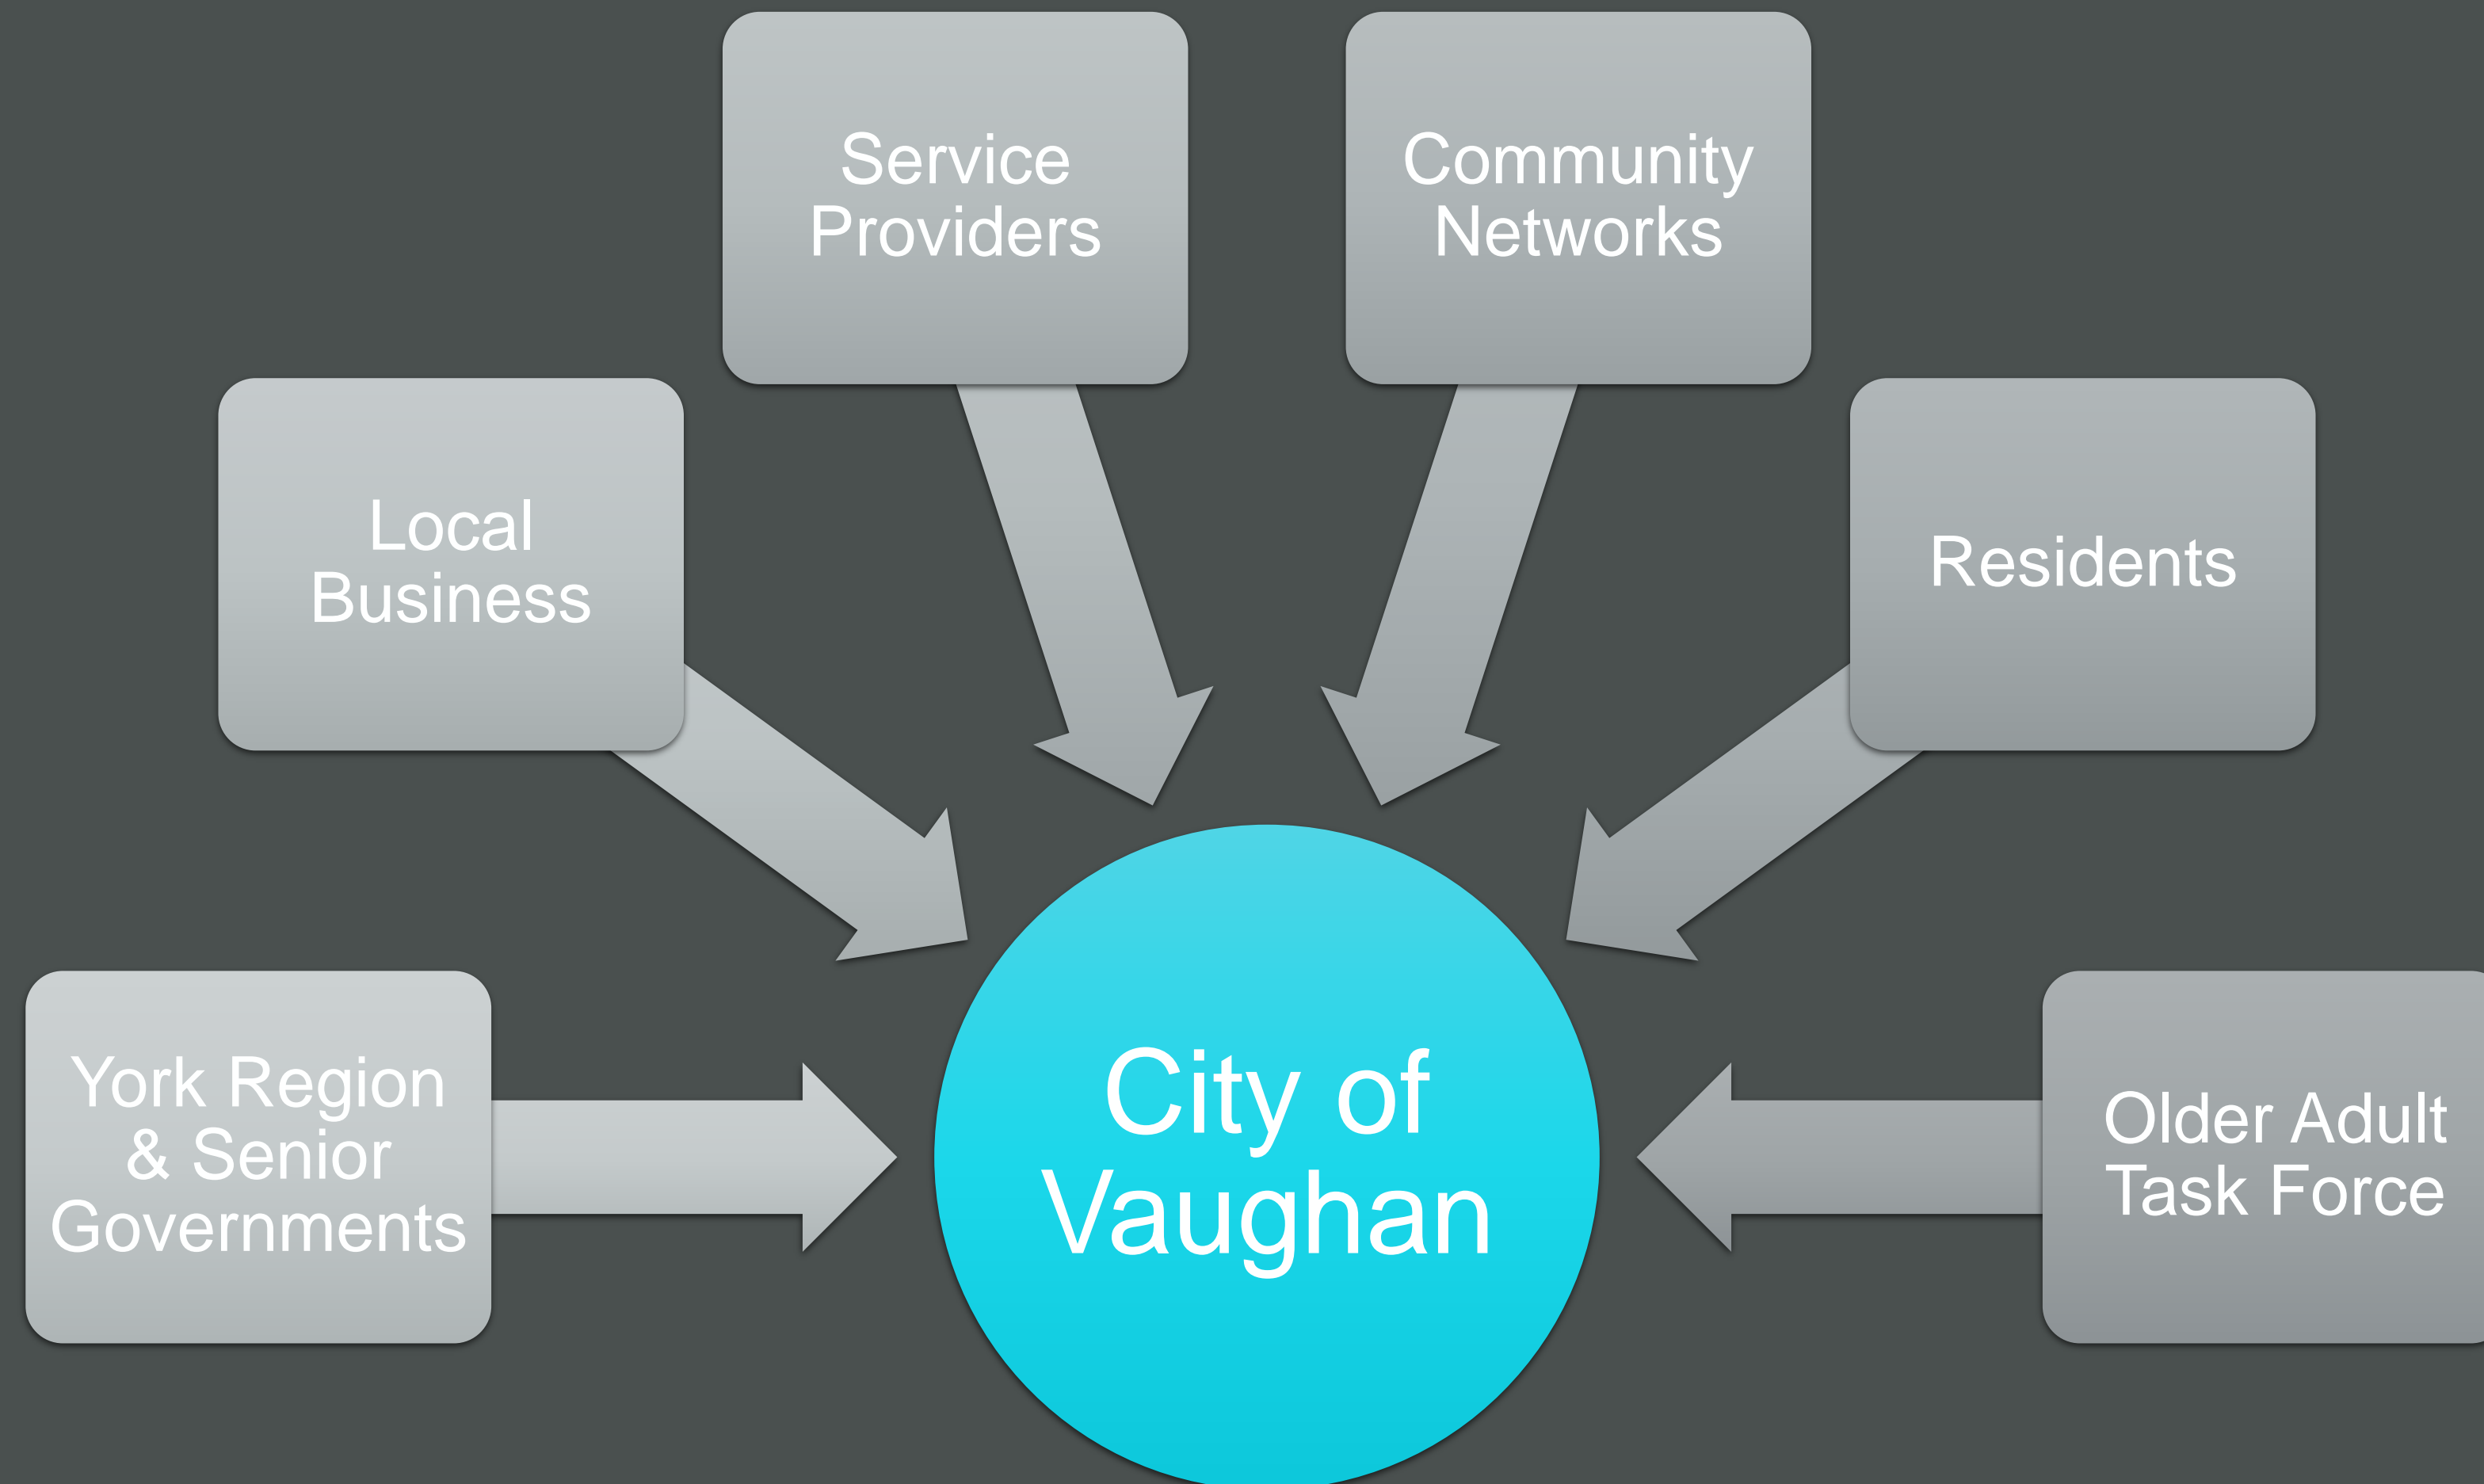 Service
Providers
Community
Networks
Local
Business
Residents
York Region
& Senior
Governments
City of
Vaughan
Older Adult
Task Force